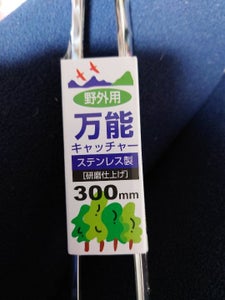 野外用
万能
キャッチャー
ステンレス製
[研磨仕上げ]
300mm